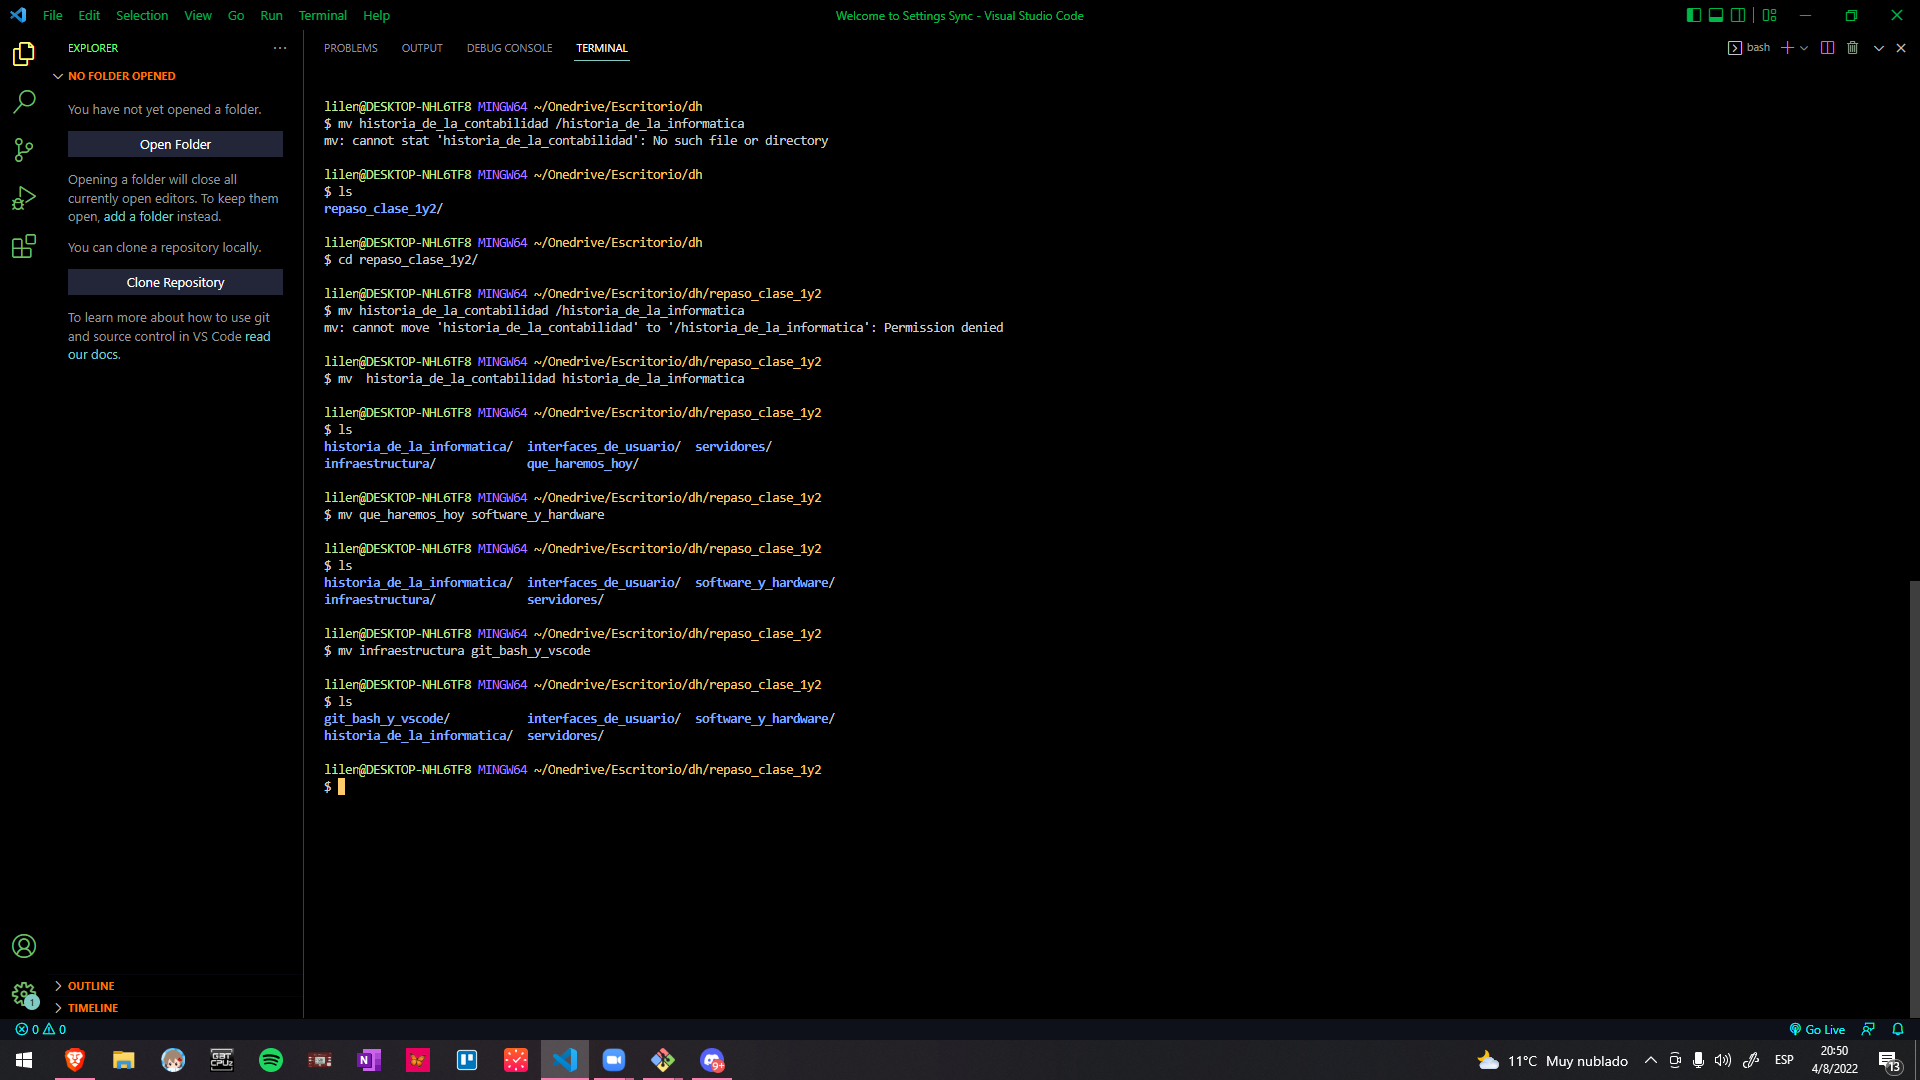 File Edit Selection View Go Run Terminal Help
Welcome to Settings Sync - Visual Studio Code
EXPLORER
NO FOLDER OPENED
You have not yet opened a folder.
Open Folder
Opening a folder will close all
currently open editors. To keep them
open, add a folder instead.
You can clone a repository locally.
Clone Repository
To learn more about how to use git
and source control in VS Code read
our docs.
OUTLINE
TIMELINE
1
PROBLEMS OUTPUT DEBUG CONSOLE TERMINAL
bash
lilen@DESKTOP-NHL6TF8 MINGW64 ~/Onedrive/Escritorio/dh
$ mv historia_de_la_contabilidad /historia_de_la_informatica
mv: cannot stat 'historia_de_la_contabilidad': No such file or directory
lilen@DESKTOP-NHL6TF8 MINGW64 ~/Onedrive/Escritorio/dh
$ ls
repaso_clase_1y2/
lilen@DESKTOP-NHL6TF8 MINGW64 ~/Onedrive/Escritorio/dh
$ cd repaso_clase_1y2/
lilen@DESKTOP-NHL6TF8 MINGW64 ~/Onedrive/Escritorio/dh/repaso_clase_1y2
$ mv historia_de_la_contabilidad /historia_de_la_informatica
mv: cannot move 'historia_de_la_contabilidad' to '/historia_de_la_informatica': Permission denied
lilen@DESKTOP-NHL6TF8 MINGW64 ~/Onedrive/Escritorio/dh/repaso_clase_1y2
$ mv  historia_de_la_contabilidad historia_de_la_informatica
lilen@DESKTOP-NHL6TF8 MINGW64 ~/Onedrive/Escritorio/dh/repaso_clase_1y2
$ ls
historia_de_la_informatica/  interfaces_de_usuario/  servidores/
infraestructura/             que_haremos_hoy/
lilen@DESKTOP-NHL6TF8 MINGW64 ~/Onedrive/Escritorio/dh/repaso_clase_1y2
$ mv que_haremos_hoy software_y_hardware
lilen@DESKTOP-NHL6TF8 MINGW64 ~/Onedrive/Escritorio/dh/repaso_clase_1y2
$ ls
historia_de_la_informatica/  interfaces_de_usuario/  software_y_hardware/
infraestructura/             servidores/
lilen@DESKTOP-NHL6TF8 MINGW64 ~/Onedrive/Escritorio/dh/repaso_clase_1y2
$ mv infraestructura git_bash_y_vscode
lilen@DESKTOP-NHL6TF8 MINGW64 ~/Onedrive/Escritorio/dh/repaso_clase_1y2
$ ls
git_bash_y_vscode/           interfaces_de_usuario/  software_y_hardware/
historia_de_la_informatica/  servidores/
lilen@DESKTOP-NHL6TF8 MINGW64 ~/Onedrive/Escritorio/dh/repaso_clase_1y2
$
0 0
Go Live
11°C Muy nublado
ESP
20:50
4/8/2022
13
9+